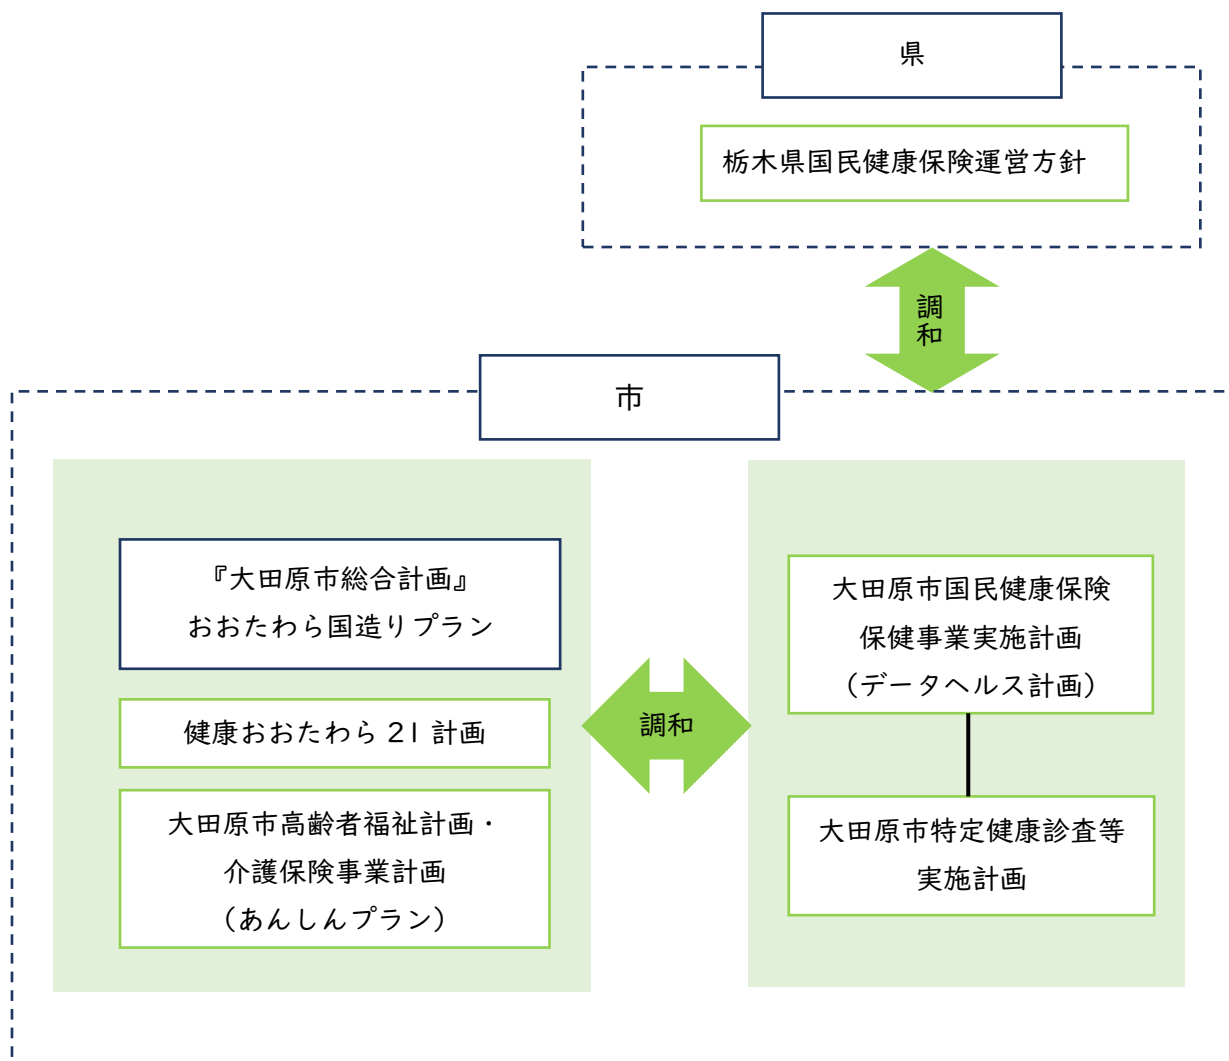 県
栃木県国民健康保険運営方針
調
和
市
『大田原市総合計画』
おおたわら国造りプラン
健康おおたわら 21 計画
大田原市高齢者福祉計画・
介護保険事業計画
（あんしんプラン）
調和
大田原市国民健康保険
保健事業実施計画
（データヘルス計画）
大田原市特定健康診査等
実施計画